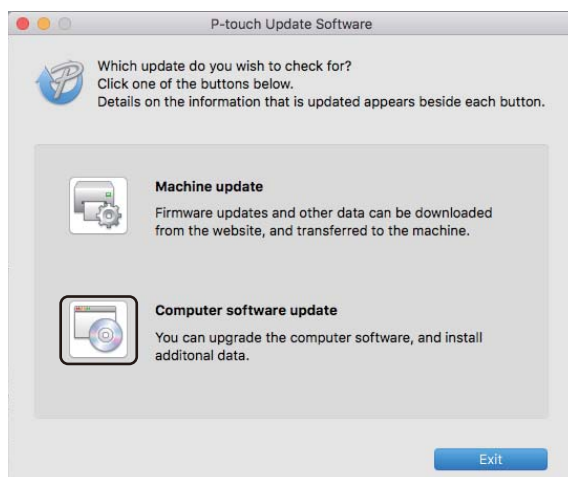 P-touch Update Software
Which update do you wish to check for?
Click one of the buttons below.
Details on the information that is updated appears beside each button.
Machine update
Firmware updates and other data can be downloaded
from the website, and transferred to the machine.
Computer software update
You can upgrade the computer software, and install
additonal data.
Exit